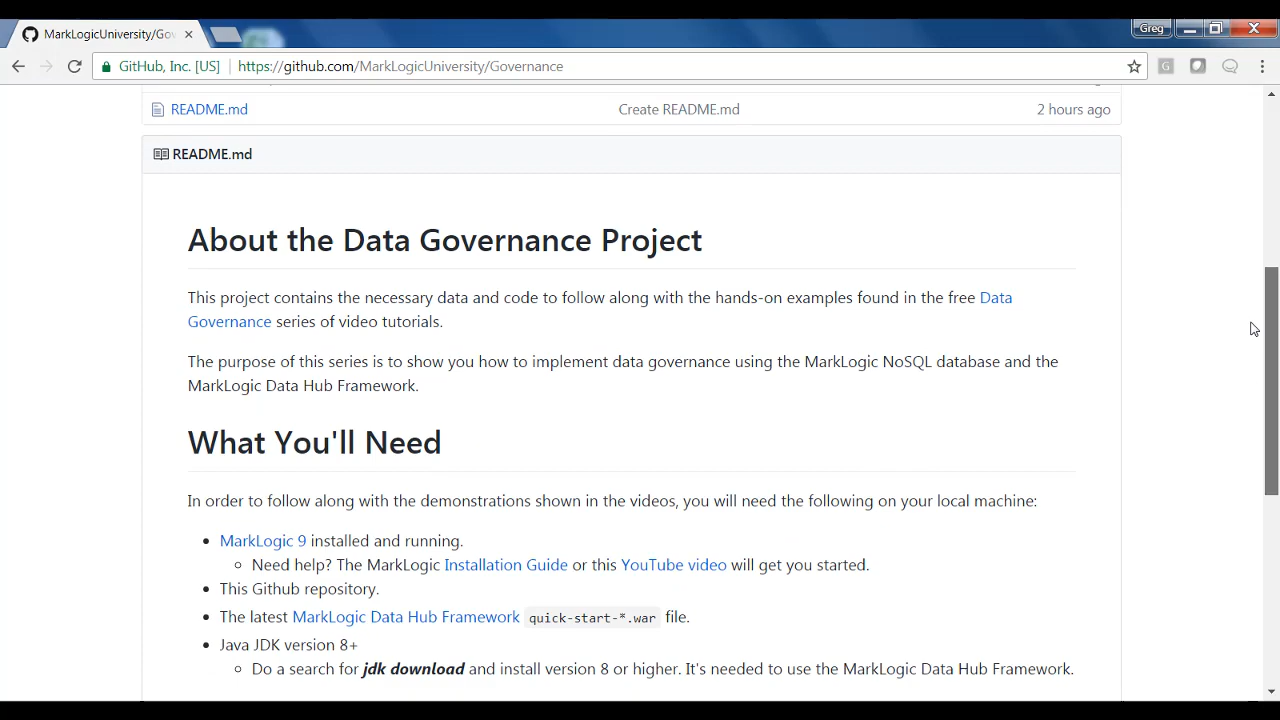 MarkLogicUniversity/Gov
Greg
GitHub, Inc. [US]
https://github.com/MarkLogicUniversity/Governance
README.md
Create README.md
2 hours ago
README.md
About the Data Governance Project
This project contains the necessary data and code to follow along with the hands-on examples found in the free Data
Governance series of video tutorials.
The purpose of this series is to show you how to implement data governance using the MarkLogic NoSQL database and the
MarkLogic Data Hub Framework.
What You'll Need
In order to follow along with the demonstrations shown in the videos, you will need the following on your local machine:
MarkLogic 9 installed and running.
Need help? The MarkLogic Installation Guide or this YouTube video will get you started.
This Github repository.
The latest MarkLogic Data Hub Framework quick-start-*.war file.
Java JDK version 8+
Do a search for jdk download and install version 8 or higher. It's needed to use the MarkLogic Data Hub Framework.